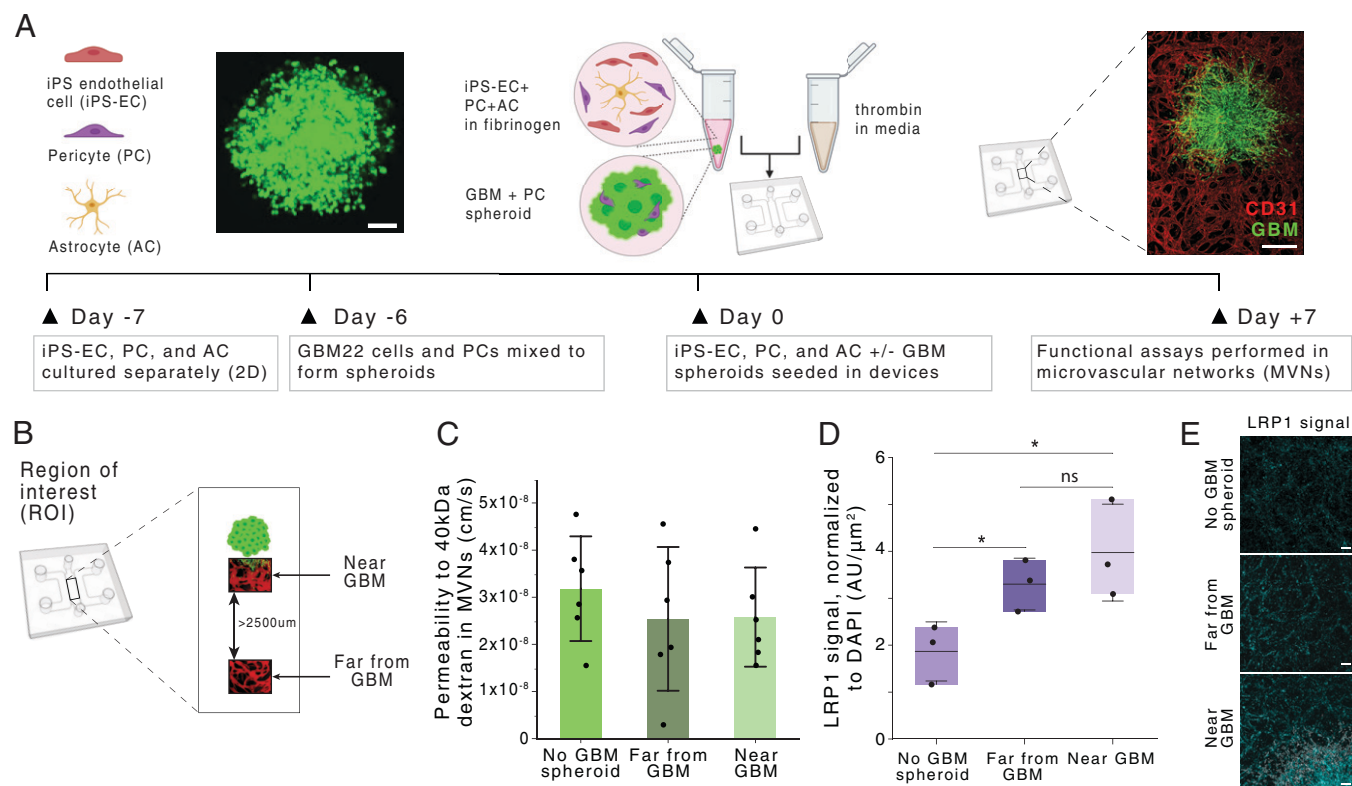 A
iPS endothelial
cell (iPS-EC)
Pericyte (PC)
Astrocyte (AC)
iPS-EC+
PC+AC
in fibrinogen
GBM + PC
spheroid
thrombin
in media
CD31
GBM
▲ Day -7
iPS-EC, PC, and AC
cultured separately (2D)
▲ Day -6
GBM22 cells and PCs mixed to
form spheroids
▲ Day 0
iPS-EC, PC, and AC +/- GBM
spheroids seeded in devices
▲ Day +7
Functional assays performed in
microvascular networks (MVNs)
B
Region of
interest
(ROI)
Near
GBM
>2500um
Far from
GBM
C
Permeability to 40kDa
dextran in MVNs (cm/s)
5x10⁻⁸
4x10⁻⁸
3x10⁻⁸
2x10⁻⁸
1x10⁻⁸
0
No GBM
spheroid
Far from
GBM
Near
GBM
D
LRP1 signal, normalized
to DAPI (AU/µm²)
6
4
2
0
*
ns
*
No GBM
spheroid
Far from
GBM
Near GBM
E
LRP1 signal
No GBM
spheroid
Far from
GBM
Near
GBM